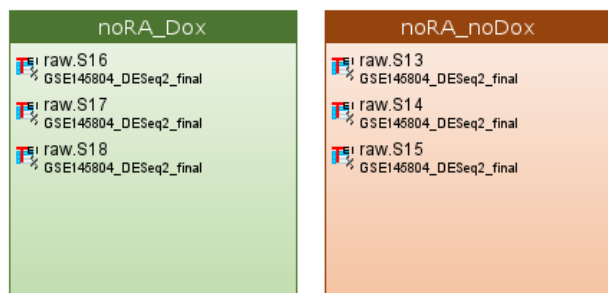 noRA_Dox
raw.S16
GSE145804_DESeq2_final
raw.S17
GSE145804_DESeq2_final
raw.S18
GSE145804_DESeq2_final
noRA_noDox
raw.S13
GSE145804_DESeq2_final
raw.S14
GSE145804_DESeq2_final
raw.S15
GSE145804_DESeq2_final